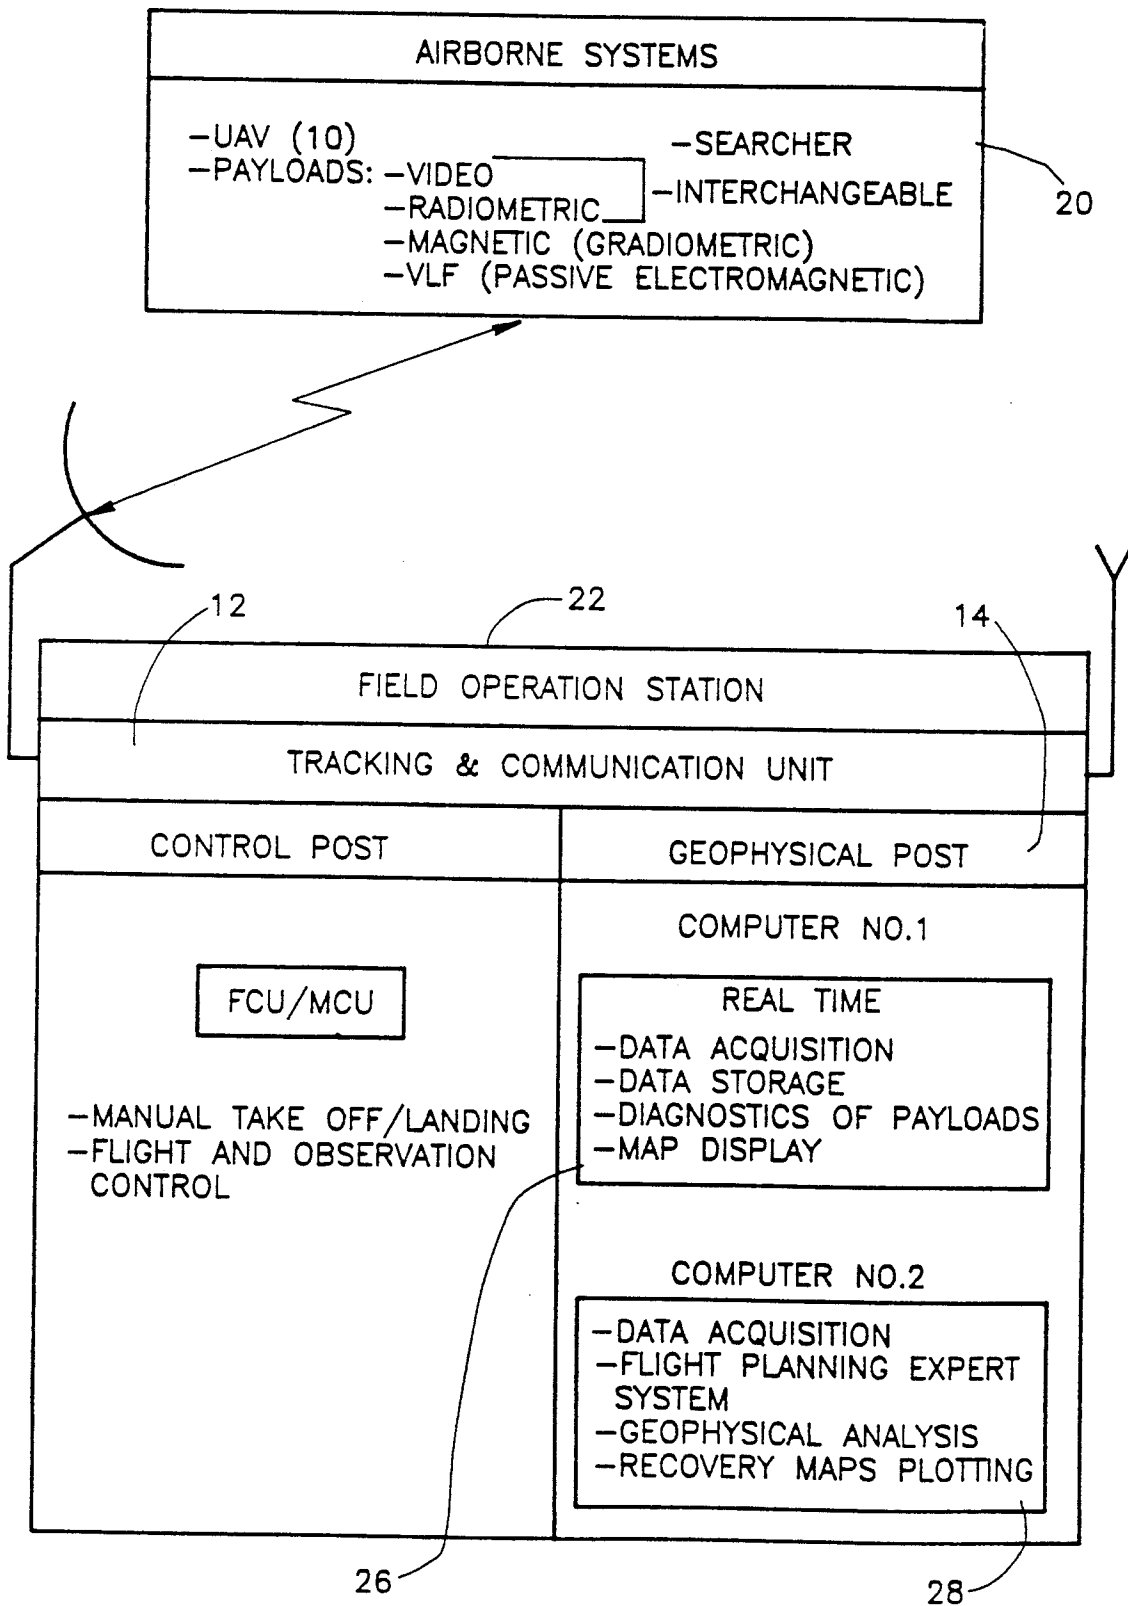 AIRBORNE SYSTEMS
-UAV (10)
-SEARCHER
-PAYLOADS: -VIDEO
-INTERCHANGEABLE
-RADIOMETRIC
-MAGNETIC (GRADIOMETRIC)
-VLF (PASSIVE ELECTROMAGNETIC)
20
12
22
14
FIELD OPERATION STATION
TRACKING & COMMUNICATION UNIT
CONTROL POST
FCU/MCU
-MANUAL TAKE OFF/LANDING
-FLIGHT AND OBSERVATION
CONTROL
GEOPHYSICAL POST
COMPUTER NO.1
REAL TIME
-DATA ACQUISITION
-DATA STORAGE
-DIAGNOSTICS OF PAYLOADS
-MAP DISPLAY
COMPUTER NO.2
-DATA ACQUISITION
-FLIGHT PLANNING EXPERT
SYSTEM
-GEOPHYSICAL ANALYSIS
-RECOVERY MAPS PLOTTING
26
28